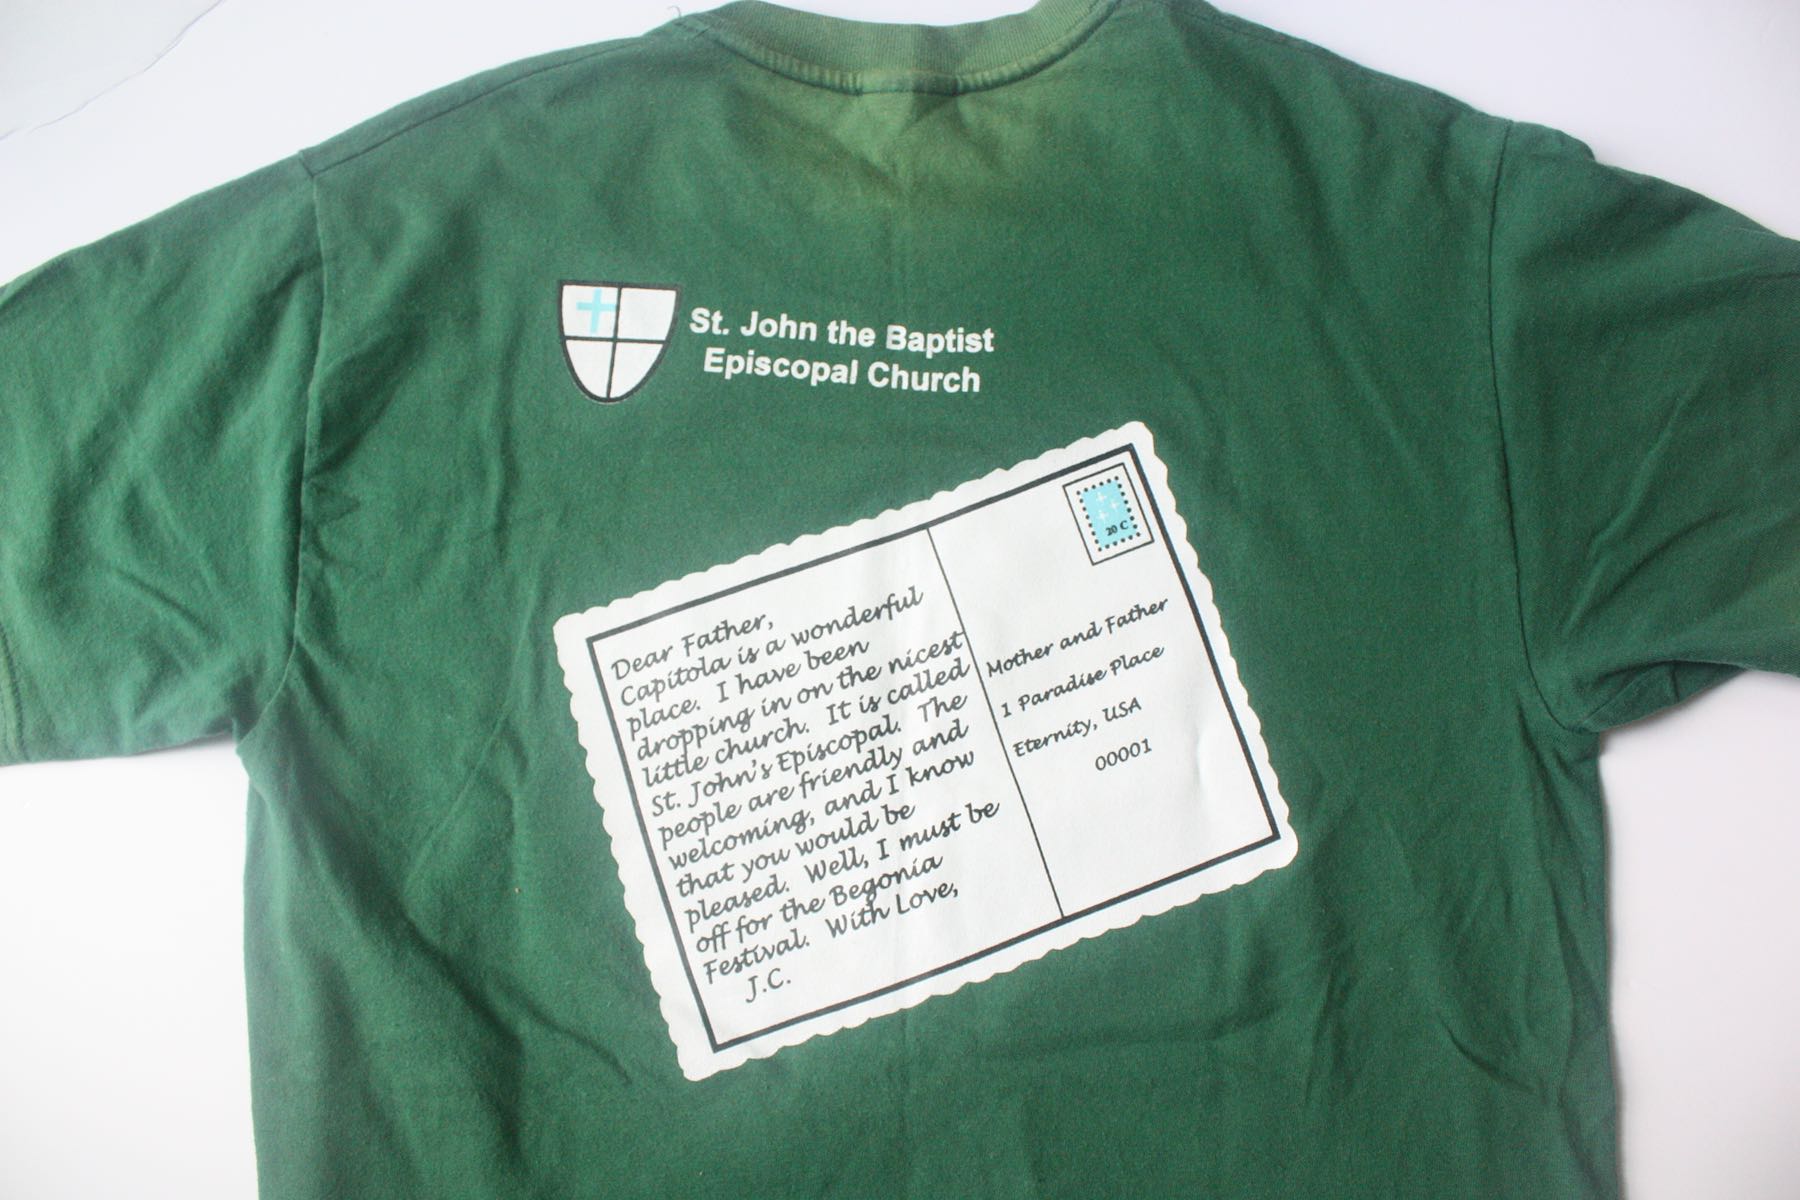 St. John the Baptist
Episcopal Church
20 C
Dear Father,
Capitola is a wonderful
place.  I have been
dropping in on the nicest
little church.  It is called
St. John's Episcopal.  The
people are friendly and
welcoming, and I know
that you would be
pleased.  Well, I must be
off for the Begonia
Festival.  With Love,
J.C.
Mother and Father
1 Paradise Place
Eternity, USA
00001